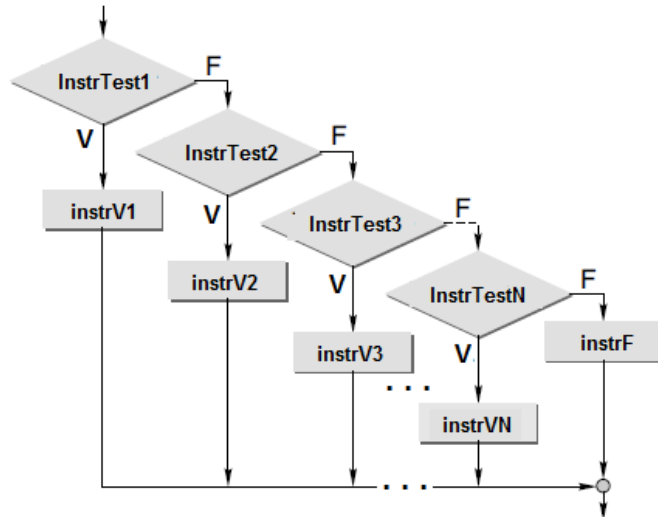 InstrTest1
F
V
InstrTest2
F
instrV1
V
InstrTest3
F
instrV2
V
InstrTestN
F
instrV3
V
instrF
. . .
instrVN
. . .